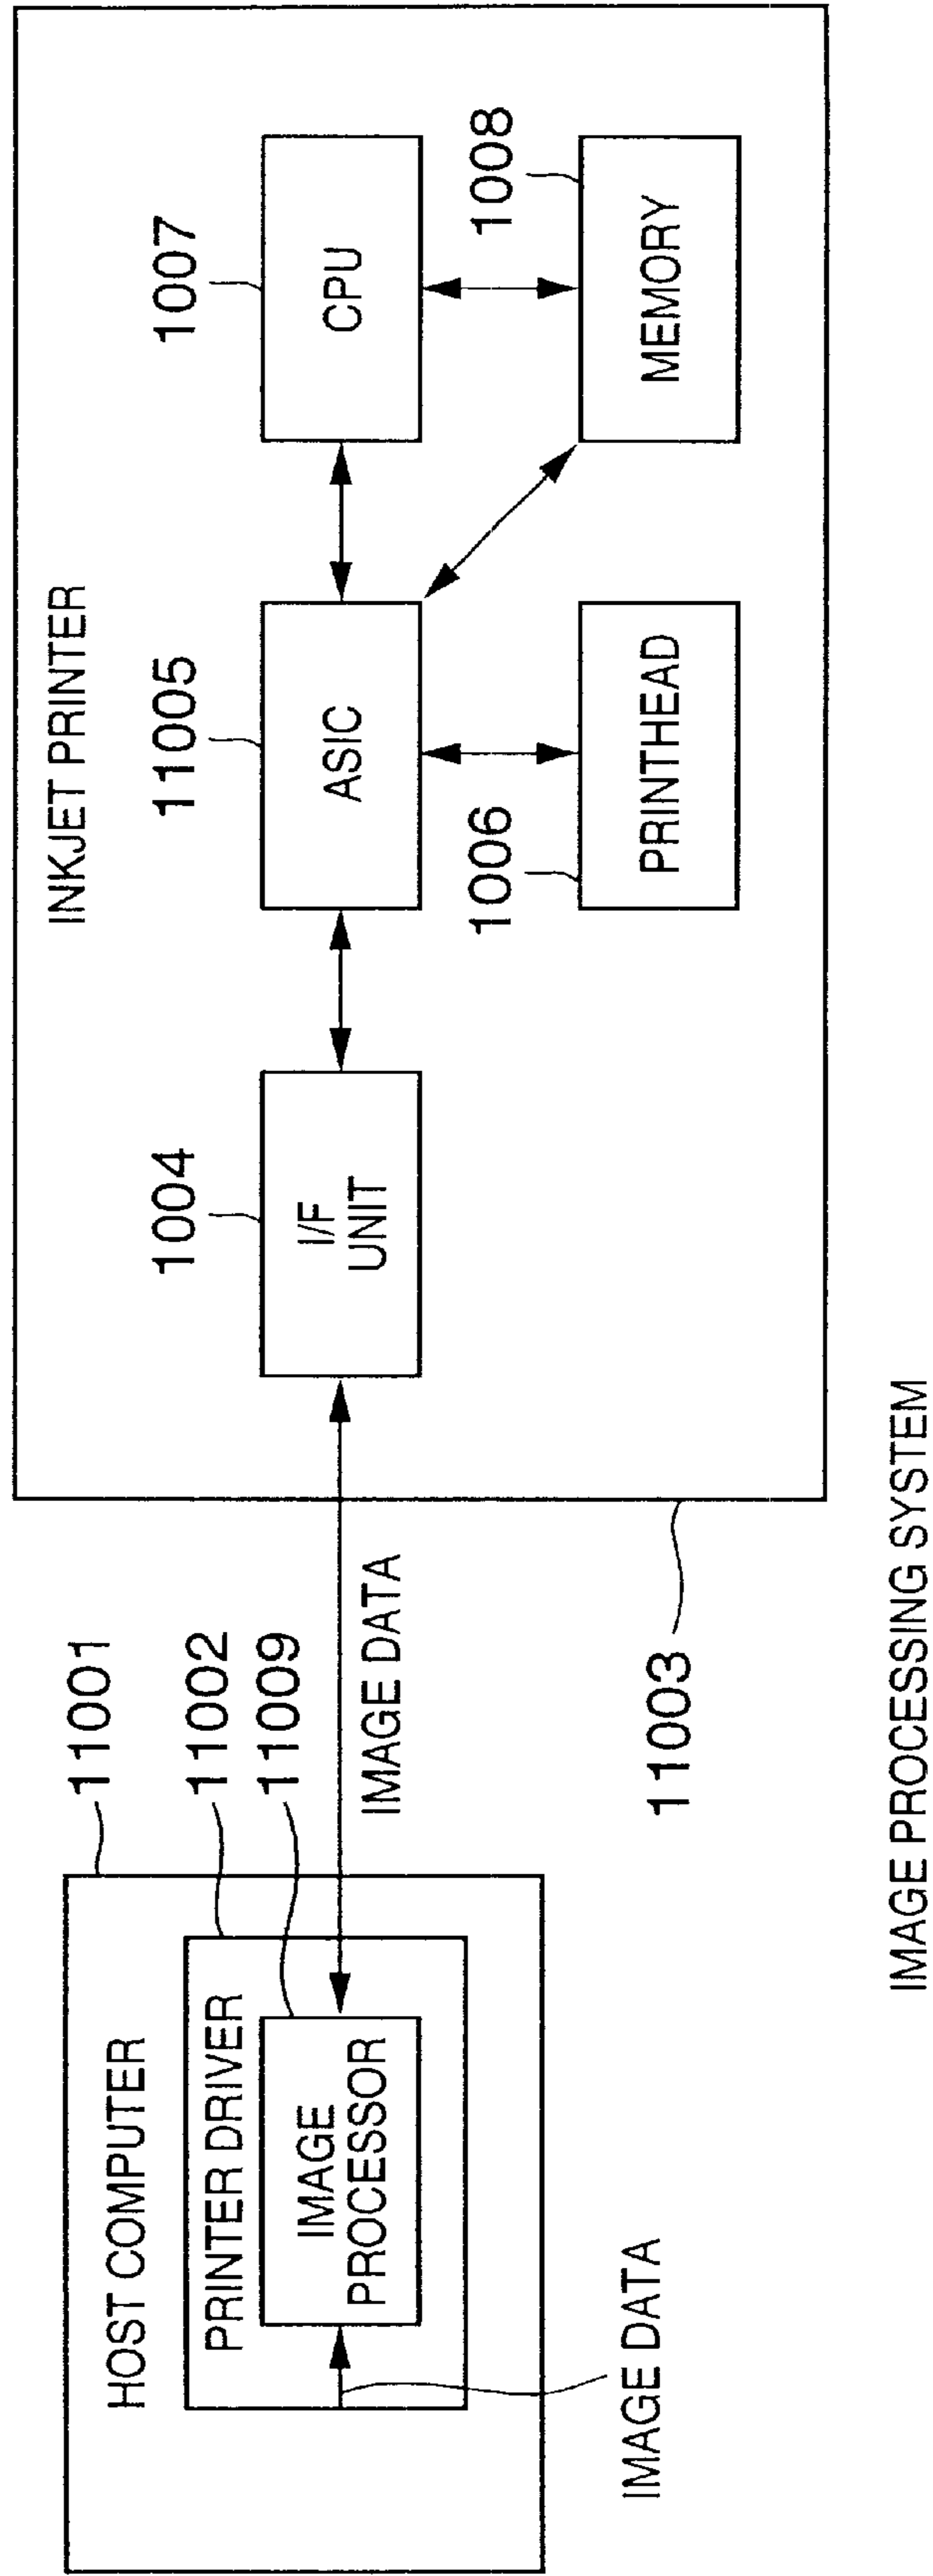 HOST COMPUTER
11001
PRINTER DRIVER
11002
IMAGE
PROCESSOR
11009
IMAGE DATA
IMAGE DATA
INKJET PRINTER
11003
I/F
UNIT
1004
ASIC
11005
CPU
1007
PRINTHEAD
1006
MEMORY
1008
IMAGE PROCESSING SYSTEM